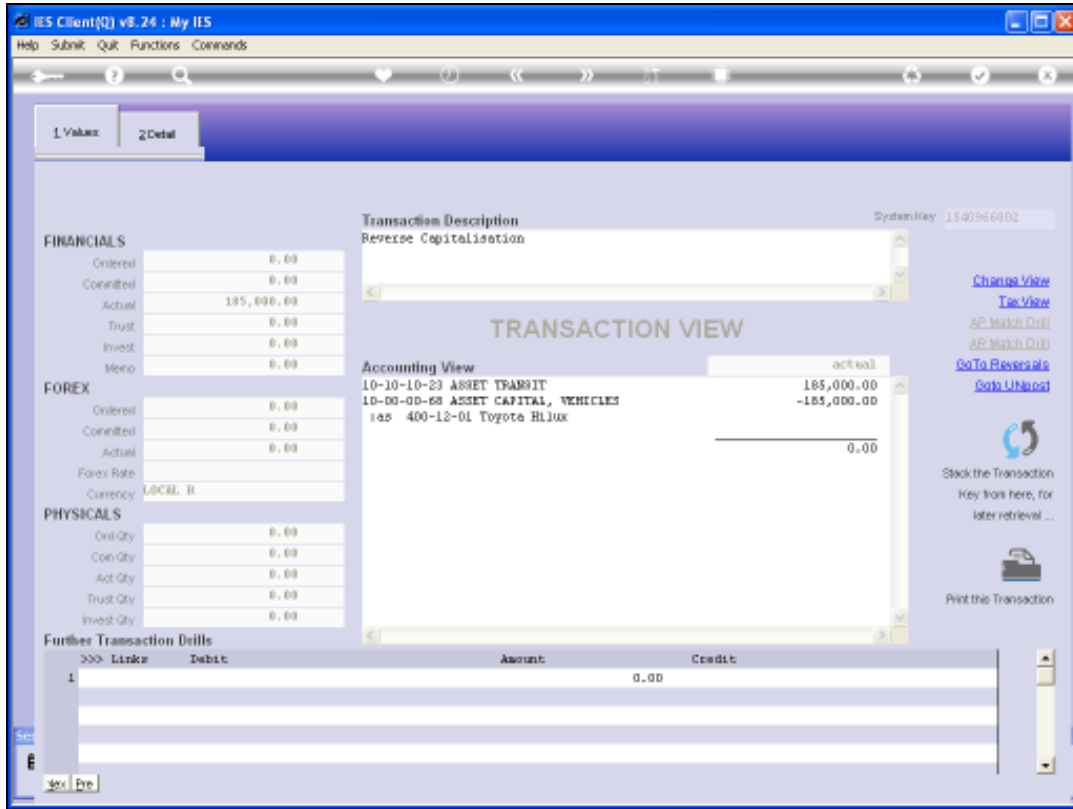 IES Client(Q) v8.24 : My IES
Help Submit Quit Functions Commands
1 Values
2 Detail
System Key 1540966802
Transaction Description
Reverse Capitalisation
FINANCIALS
Ordered 0.00
Committed 0.00
Actual 185,000.00
Trust 0.00
Invest 0.00
Memo 0.00
FOREX
Ordered 0.00
Committed 0.00
Actual 0.00
Forex Rate
Currency LOCAL R
PHYSICALS
Ord Qty 0.00
Com Qty 0.00
Act Qty 0.00
Trust Qty 0.00
Invest Qty 0.00
TRANSACTION VIEW
Accounting View actual
10-10-10-23 ASSET TRANSIT 185,000.00
10-00-00-68 ASSET CAPITAL, VEHICLES -185,000.00
:as 400-12-01 Toyota Hilux
0.00
Change View
Tax View
AP Match Drill
AR Match Drill
GoTo Reversals
Goto UNpost
Stack the Transaction
Key from here, for
later retrieval ...
Print this Transaction
Further Transaction Drills
>>> Links Debit Amount Credit
1 0.00
Pre